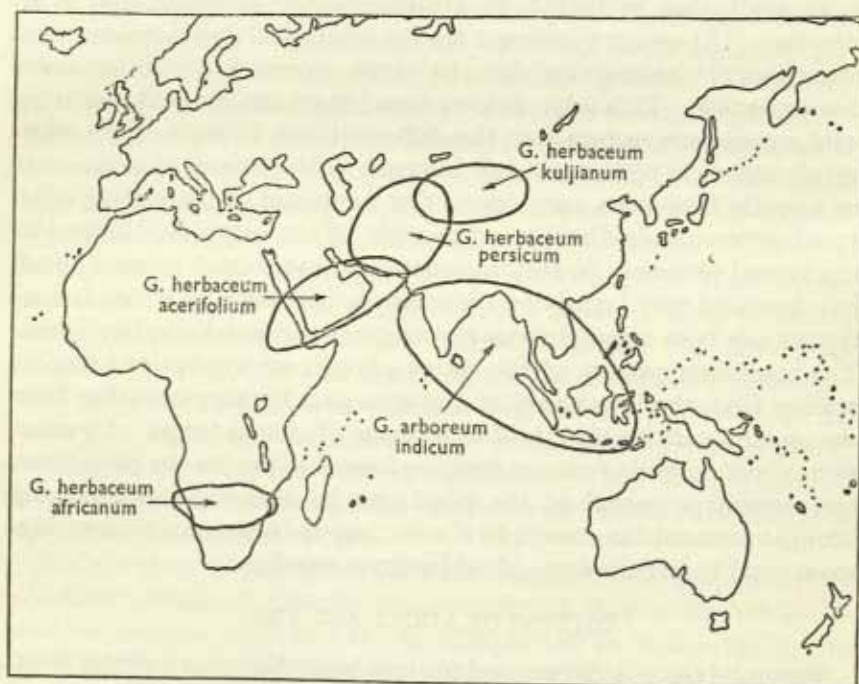 G. herbaceum
kuljianum
G. herbaceum
persicum
G. herbaceum
acerifolium
G. arboreum
indicum
G. herbaceum
africanum